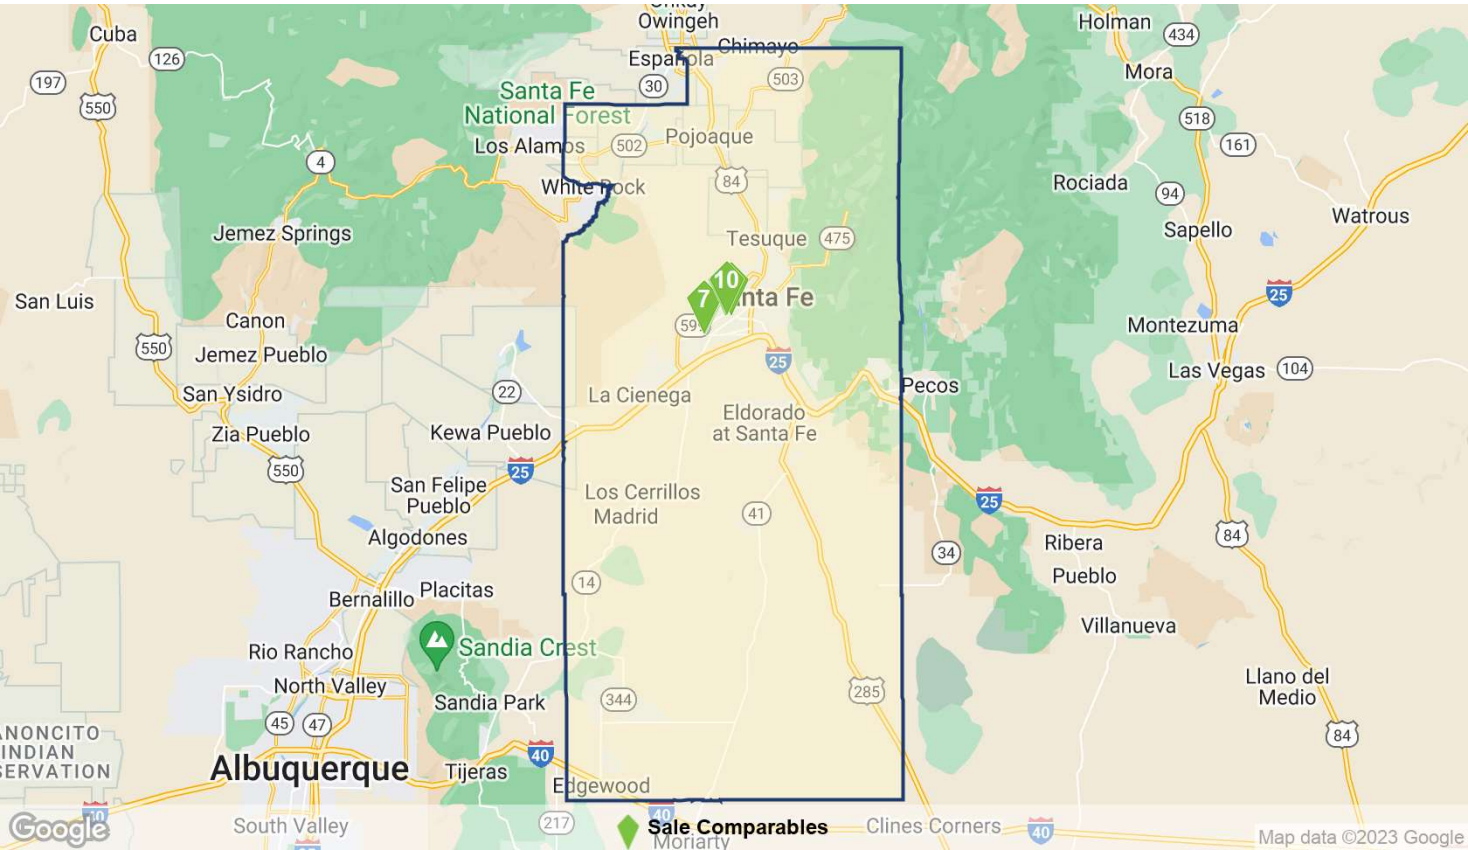 Owingeh
Holman
Cuba
434
Chimayo
126
Española
Mora
197
30
503
550
Santa Fe
National Forest
518
Los Alamos
502
Pojoaque
161
4
White Rock
84
Rociada
94
Watrous
Jemez Springs
Tesuque
475
Sapello
10
7
San Luis
Santa Fe
25
Canon
599
Montezuma
550
Jemez Pueblo
25
Las Vegas
104
San Ysidro
22
La Cienega
Pecos
Eldorado
at Santa Fe
Zia Pueblo
Kewa Pueblo
550
25
San Felipe
Pueblo
Los Cerrillos
25
Madrid
41
84
Algodones
Ribera
34
Pueblo
14
Placitas
Bernalillo
Villanueva
Sandia Crest
Rio Rancho
North Valley
Llano del
Medio
285
Sandia Park
344
45
47
84
INDIAN
40
Albuquerque
Tijeras
Edgewood
40
Google
South Valley
217
Sale Comparables
Clines Corners
40
Moriarty
Map data ©2023 Google